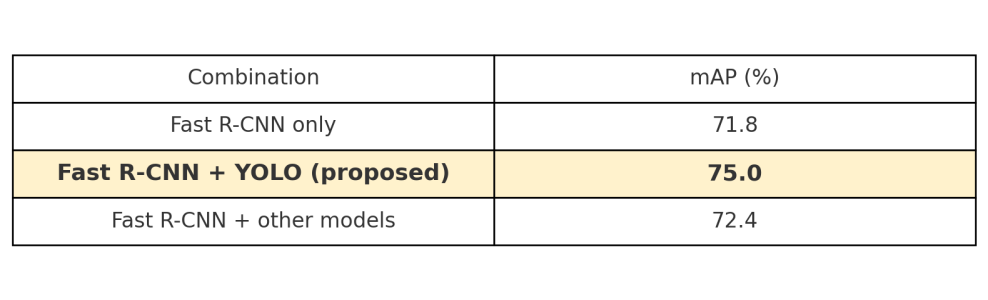 Combination mAP (%)
Fast R-CNN only 71.8
Fast R-CNN + YOLO (proposed) 75.0
Fast R-CNN + other models 72.4